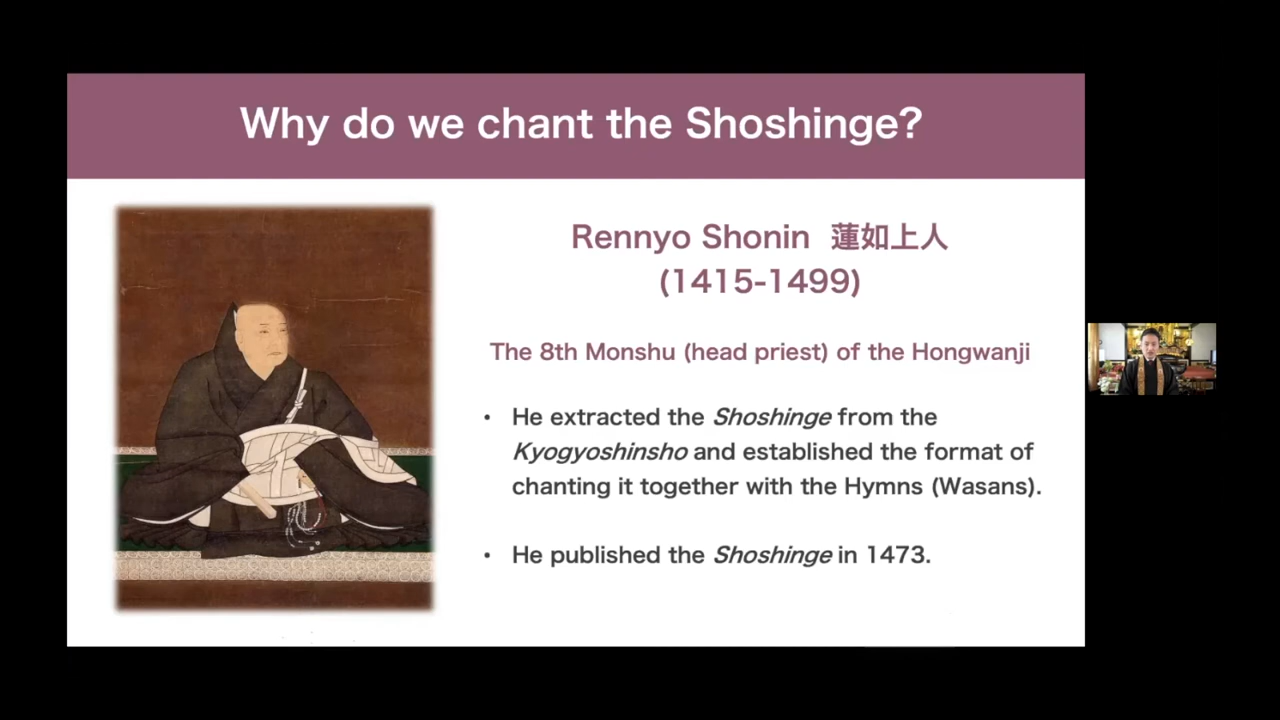 Why do we chant the Shoshinge?
Rennyo Shonin 蓮如上人
(1415-1499)
The 8th Monshu (head priest) of the Hongwanji
• He extracted the Shoshinge from the
Kyogyoshinsho and established the format of
chanting it together with the Hymns (Wasans).
• He published the Shoshinge in 1473.